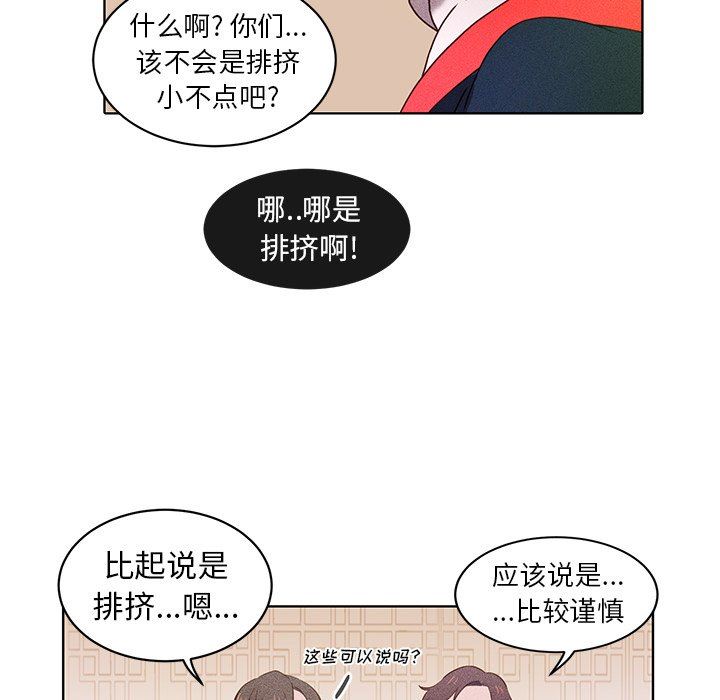 什么啊? 你们...
该不会是排挤
小不点吧?
哪..哪是
排挤啊!
比起说是
排挤...嗯...
应该说是...
...比较谨慎
这些可以说吗?